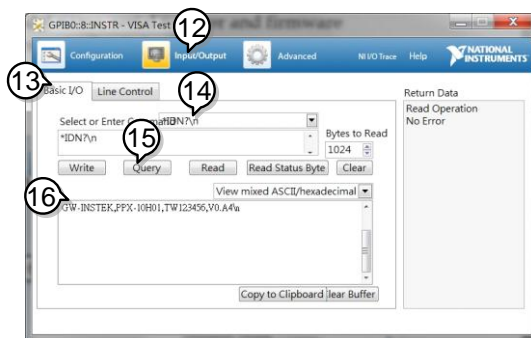 GPIB0::8::INSTR - VISA Test
12
Configuration
Input/Output
Advanced
NI I/O Trace
Help
NATIONAL
INSTRUMENTS
13
Basic I/O
Line Control
14
Return Data
Read Operation
No Error
Select or Enter
*IDN?\n
15
Bytes to Read
*IDN?\n
1024
Write
Query
Read
Read Status Byte
Clear
16
View mixed ASCII/hexadecimal
GW-INSTEK,PPX-10H01,TW123456,V0.A4\n
Copy to Clipboard
lear Buffer